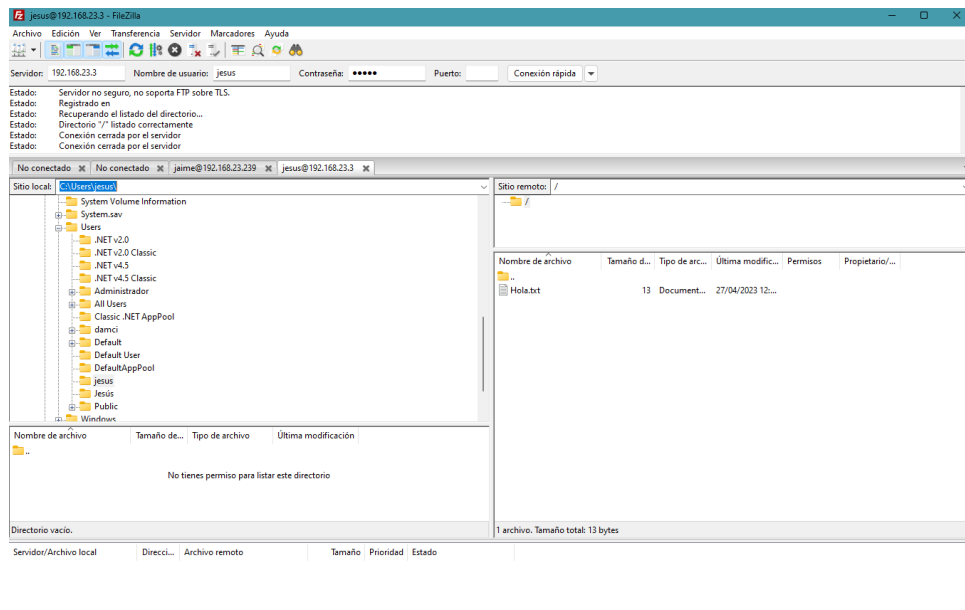 jesus@192.168.23.3 - FileZilla
Archivo Edición Ver Transferencia Servidor Marcadores Ayuda
Servidor: 192.168.23.3 Nombre de usuario: jesus Contraseña: ●●●●● Puerto: Conexión rápida
Estado: Servidor no seguro, no soporta FTP sobre TLS.
Estado: Registrado en
Estado: Recuperando el listado del directorio...
Estado: Directorio "/" listado correctamente
Estado: Conexión cerrada por el servidor
Estado: Conexión cerrada por el servidor
No conectado No conectado jaime@192.168.23.239 jesus@192.168.23.3
Sitio local: C:\Users\jesus\
System Volume Information
System.sav
Users
.NET v2.0
.NET v2.0 Classic
.NET v4.5
.NET v4.5 Classic
Administrador
All Users
Classic .NET AppPool
damci
Default
Default User
DefaultAppPool
jesus
Jesús
Public
Windows
Nombre de archivo Tamaño de... Tipo de archivo Última modificación
..
No tienes permiso para listar este directorio
Directorio vacío.
Sitio remoto: /
/
Nombre de archivo Tamaño d... Tipo de arc... Última modific... Permisos Propietario/...
..
Hola.txt 13 Document... 27/04/2023 12:...
1 archivo. Tamaño total: 13 bytes
Servidor/Archivo local Direcci... Archivo remoto Tamaño Prioridad Estado